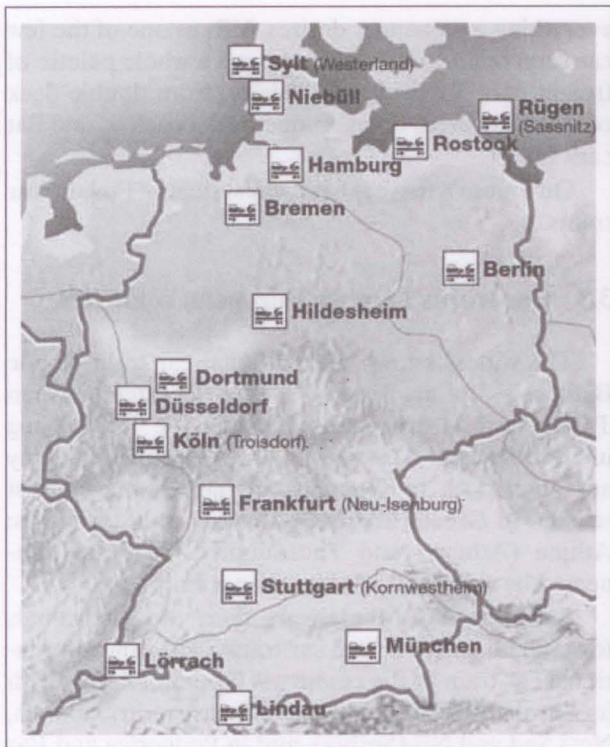 Sylt (Westerland)
Niebüll
Rügen
(Sassnitz)
Rostock
Hamburg
Bremen
Berlin
Hildesheim
Dortmund
Düsseldorf
Köln (Troisdorf)
Frankfurt (Neu-Isenburg)
Stuttgart (Kornwestheim)
München
Lörrach
Lindau